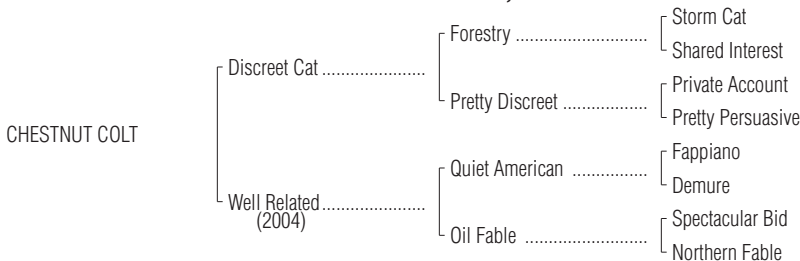 Storm Cat
Forestry ..............................
Shared Interest
Discreet Cat .......................
Private Account
Pretty Discreet ...................
Pretty Persuasive
CHESTNUT COLT
Fappiano
Quiet American .................
Demure
Well Related .......................
(2004)
Spectacular Bid
Oil Fable ............................
Northern Fable